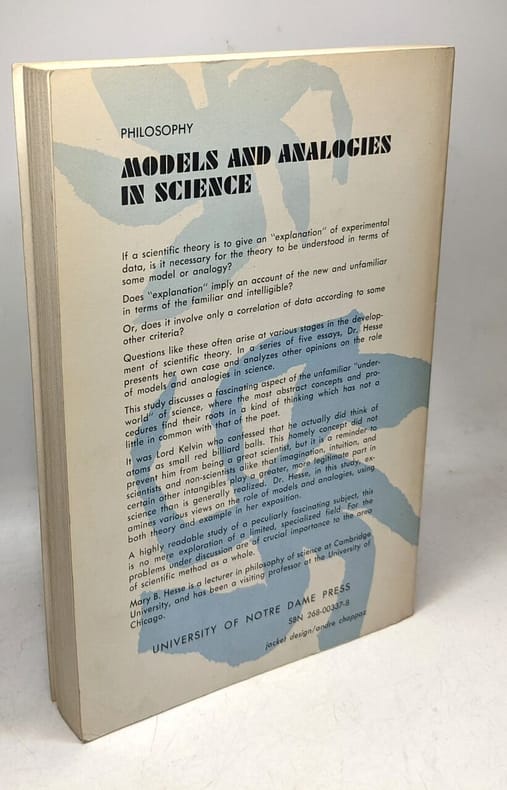 PHILOSOPHY
MODELS AND ANALOGIES
IN SCIENCE
If a scientific theory is to give an "explanation" of experimental
data, is it necessary for the theory to be understood in terms of
some model or analogy?
Does "explanation" imply an account of the new and unfamiliar
in terms of the familiar and intelligible?
Or, does it involve only a correlation of data according to some
other criteria?
Questions like these often arise at various stages in the develop-
ment of scientific theory. In a series of five essays, Dr. Hesse
presents her own case and analyzes other opinions on the role
of models and analogies in science.
This study discusses a fascinating aspect of the unfamiliar "under-
world" of science, where the most abstract concepts and pro-
cedures find their roots in a kind of thinking which has not a
little in common with that of the poet.
It was Lord Kelvin who confessed that he actually did think of
atoms as small red billiard balls. This homely concept did not
prevent him from being a great scientist, but it is a reminder to
scientists and non-scientists alike that imagination, intuition, and
certain other intangibles play a greater, more legitimate part in
science than is generally realized. Dr. Hesse, in this study, ex-
amines various views on the role of models and analogies, using
both theory and example in her exposition.
A highly readable study of a peculiarly fascinating subject, this
is no mere exploration of a limited, specialized field. For the
problems under discussion are of crucial importance to the area
of scientific method as a whole.
Mary B. Hesse is a lecturer in philosophy of science at Cambridge
University, and has been a visiting professor at the University of
Chicago.
UNIVERSITY OF NOTRE DAME PRESS
SBN 268-00337-8
jacket design/andre chappaz